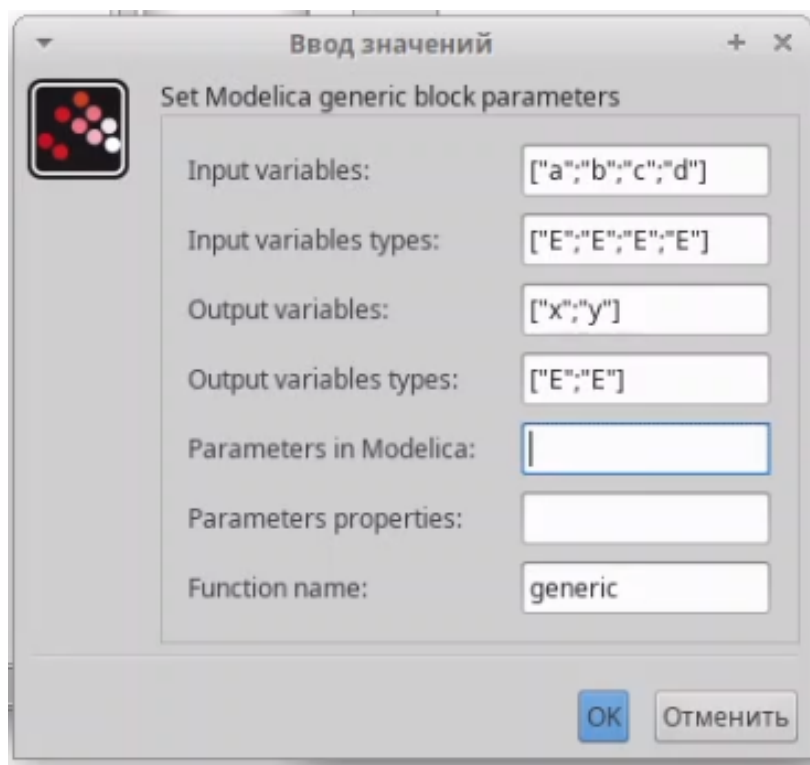 Ввод значений
Set Modelica generic block parameters
Input variables: ["a";"b";"c";"d"]
Input variables types: ["E";"E";"E";"E"]
Output variables: ["x";"y"]
Output variables types: ["E";"E"]
Parameters in Modelica:
Parameters properties:
Function name: generic
OK Отменить